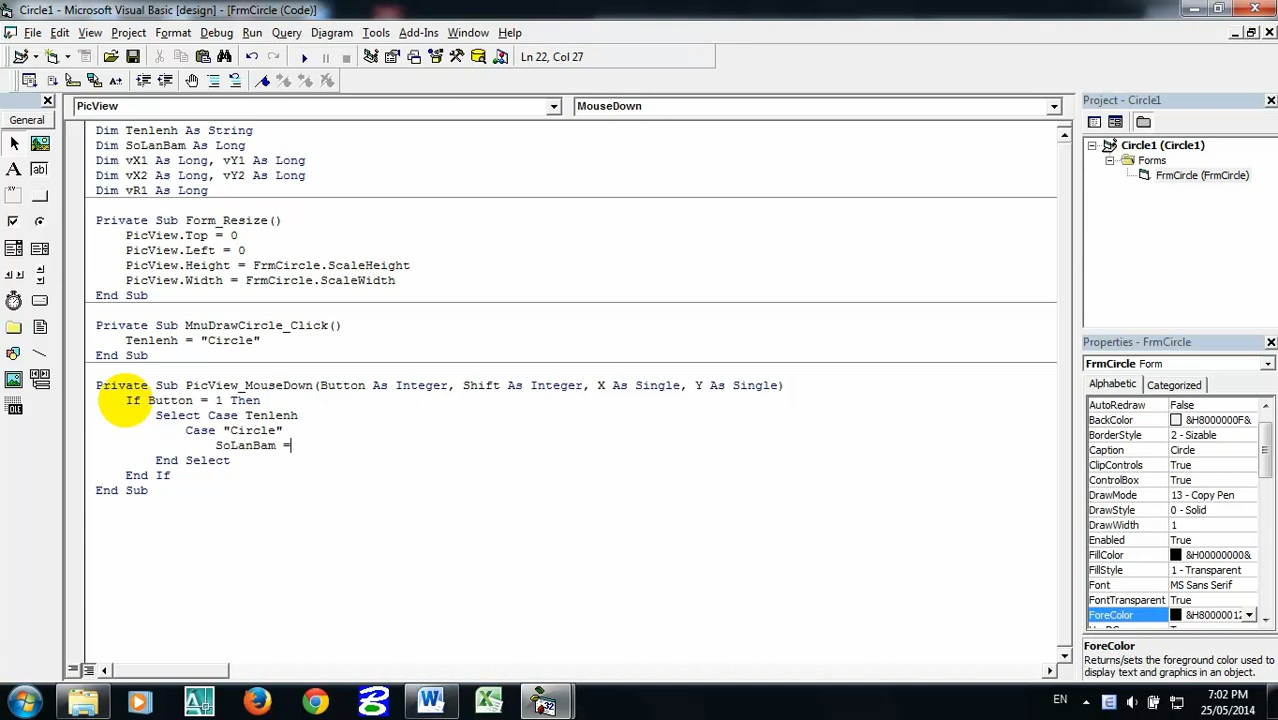 Circle1 - Microsoft Visual Basic [design] - [FrmCircle (Code)]
File Edit View Project Format Debug Run Query Diagram Tools Add-Ins Window Help
Ln 22, Col 27
General
PicView
MouseDown
Dim Tenlenh As String
Dim SoLanBam As Long
Dim vX1 As Long, vY1 As Long
Dim vX2 As Long, vY2 As Long
Dim vR1 As Long
Private Sub Form_Resize()
PicView.Top = 0
PicView.Left = 0
PicView.Height = FrmCircle.ScaleHeight
PicView.Width = FrmCircle.ScaleWidth
End Sub
Private Sub MnuDrawCircle_Click()
Tenlenh = "Circle"
End Sub
Private Sub PicView_MouseDown(Button As Integer, Shift As Integer, X As Single, Y As Single)
If Button = 1 Then
Select Case Tenlenh
Case "Circle"
SoLanBam =
End Select
End If
End Sub
Project - Circle1
Circle1 (Circle1)
Forms
FrmCircle (FrmCircle)
Properties - FrmCircle
FrmCircle Form
Alphabetic Categorized
AutoRedraw False
BackColor &H8000000F&
BorderStyle 2 - Sizable
Caption Circle
ClipControls True
ControlBox True
DrawMode 13 - Copy Pen
DrawStyle 0 - Solid
DrawWidth 1
Enabled True
FillColor &H00000000&
FillStyle 1 - Transparent
Font MS Sans Serif
FontTransparent True
ForeColor &H80000012
ForeColor
Returns/sets the foreground color used to
display text and graphics in an object.
EN
7:02 PM
25/05/2014